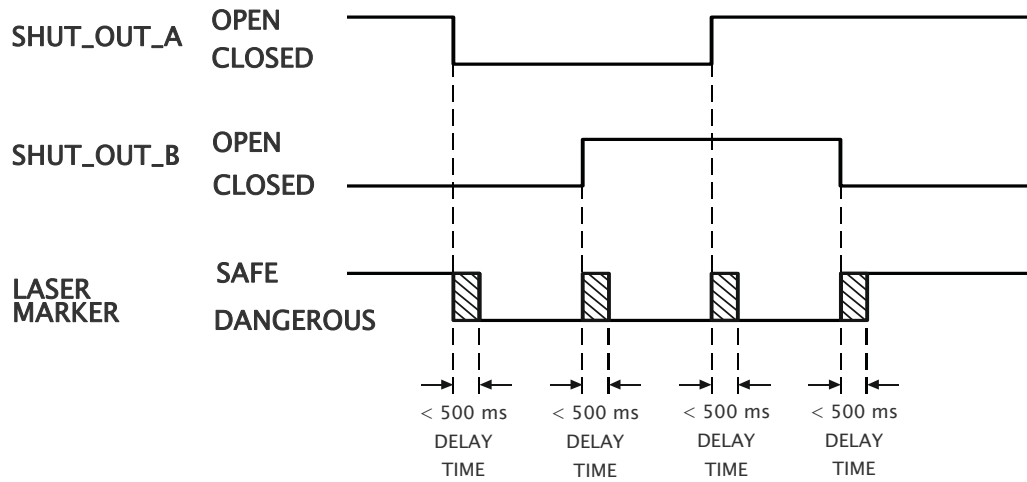 SHUT_OUT_A
OPEN
CLOSED
SHUT_OUT_B
OPEN
CLOSED
LASER
MARKER
SAFE
DANGEROUS
< 500 ms
DELAY
TIME
< 500 ms
DELAY
TIME
< 500 ms
DELAY
TIME
< 500 ms
DELAY
TIME